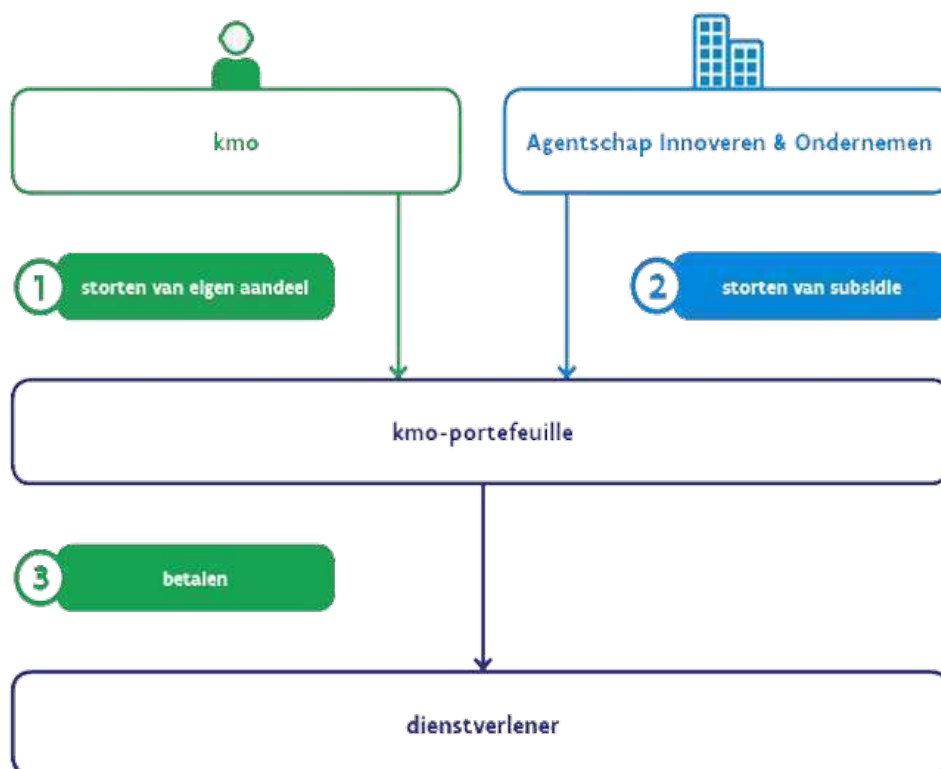 kmo
Agentschap Innoveren & Ondernemen
1 storten van eigen aandeel
2 storten van subsidie
kmo-portefeuille
3 betalen
dienstverlener